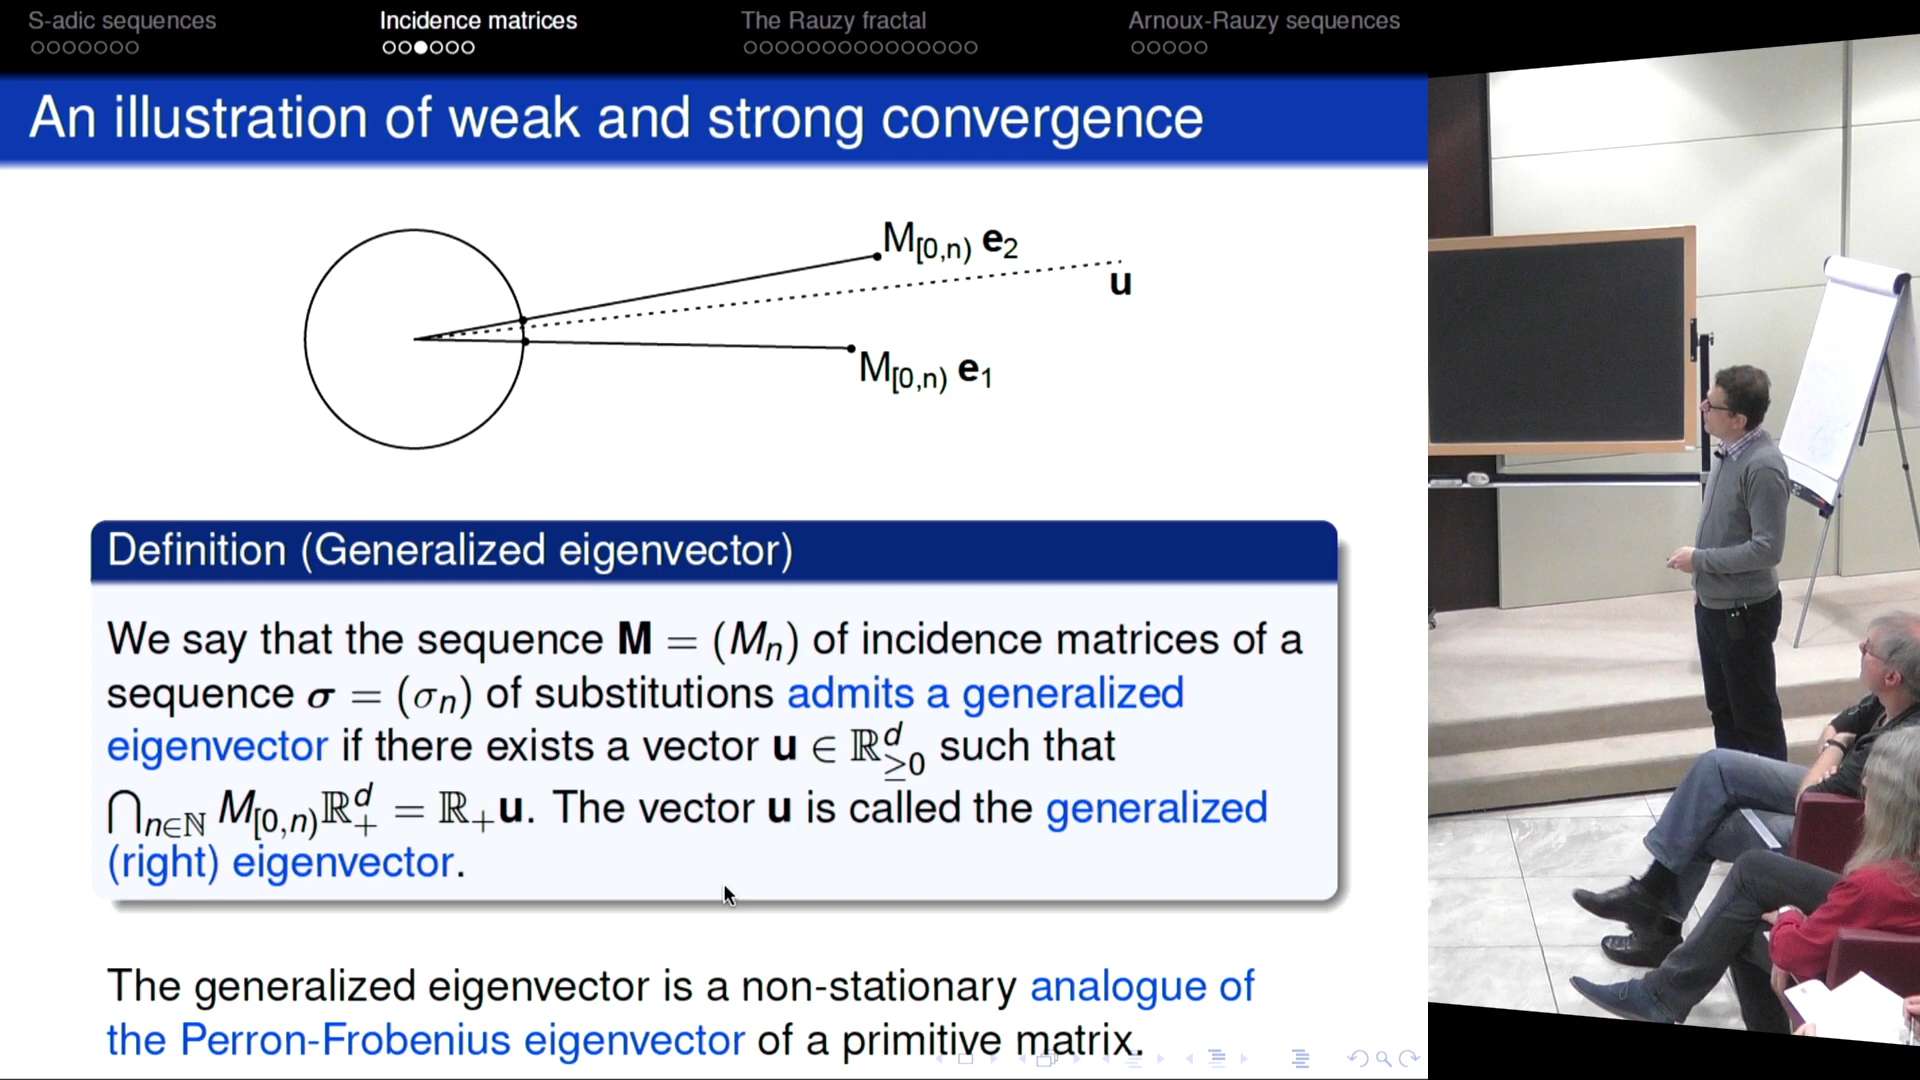 S-adic sequences Incidence matrices The Rauzy fractal Arnoux-Rauzy sequences
An illustration of weak and strong convergence
M[0,n) e2
u
M[0,n) e1
Definition (Generalized eigenvector)
We say that the sequence M = (Mn) of incidence matrices of a
sequence σ = (σn) of substitutions admits a generalized
eigenvector if there exists a vector u ∈ ℝ^d_≥0 such that
⋂n∈ℕ M[0,n)ℝ^d_+ = ℝ+u. The vector u is called the generalized
(right) eigenvector.
The generalized eigenvector is a non-stationary analogue of
the Perron-Frobenius eigenvector of a primitive matrix.